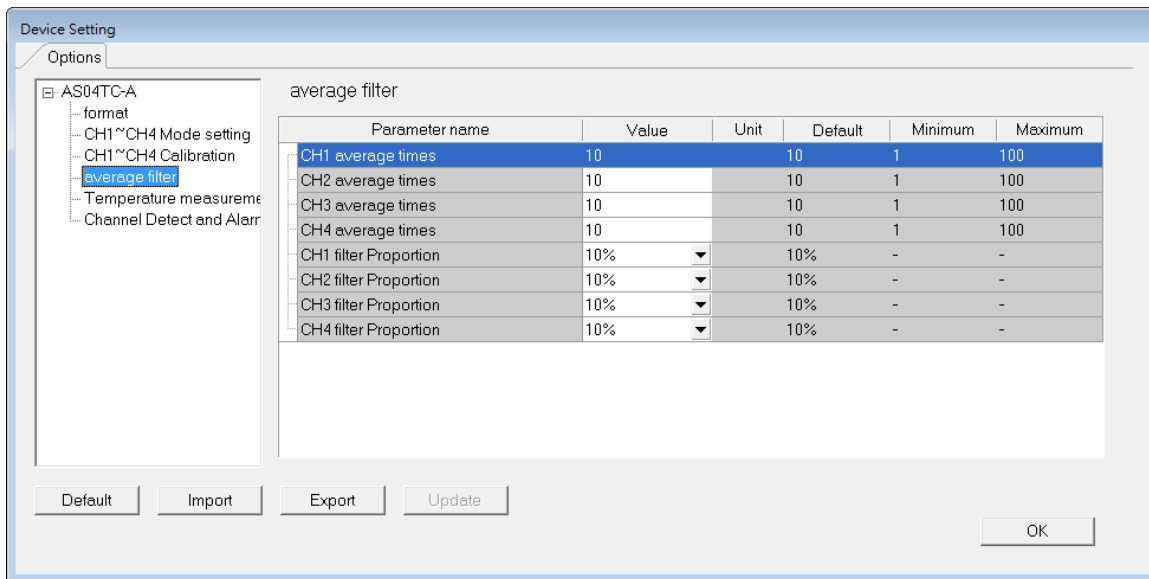 Device Setting
Options
AS04TC-A
format
CH1~CH4 Mode setting
CH1~CH4 Calibration
average filter
Temperature measureme
Channel Detect and Alarr
average filter
Parameter name Value Unit Default Minimum Maximum
CH1 average times 10 10 1 100
CH2 average times 10 10 1 100
CH3 average times 10 10 1 100
CH4 average times 10 10 1 100
CH1 filter Proportion 10% 10% - -
CH2 filter Proportion 10% 10% - -
CH3 filter Proportion 10% 10% - -
CH4 filter Proportion 10% 10% - -
Default Import Export Update
OK